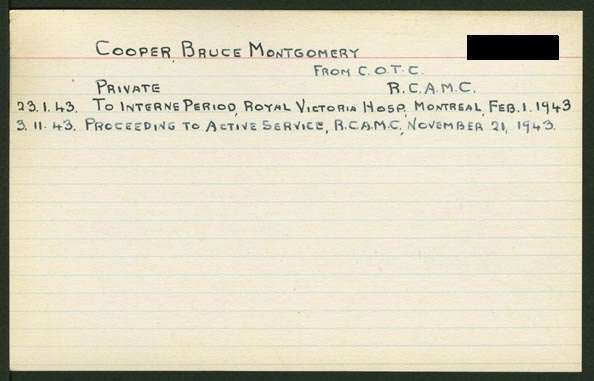 COOPER, BRUCE MONTGOMERY
FROM C.O.T.C.
PRIVATE R.C.A.M.C.
23.1.43. TO INTERNE PERIOD, ROYAL VICTORIA HOSP. MONTREAL, FEB. 1. 1943
3.11.43. PROCEEDING TO ACTIVE SERVICE, R.C.A.M.C., NOVEMBER 21, 1943.